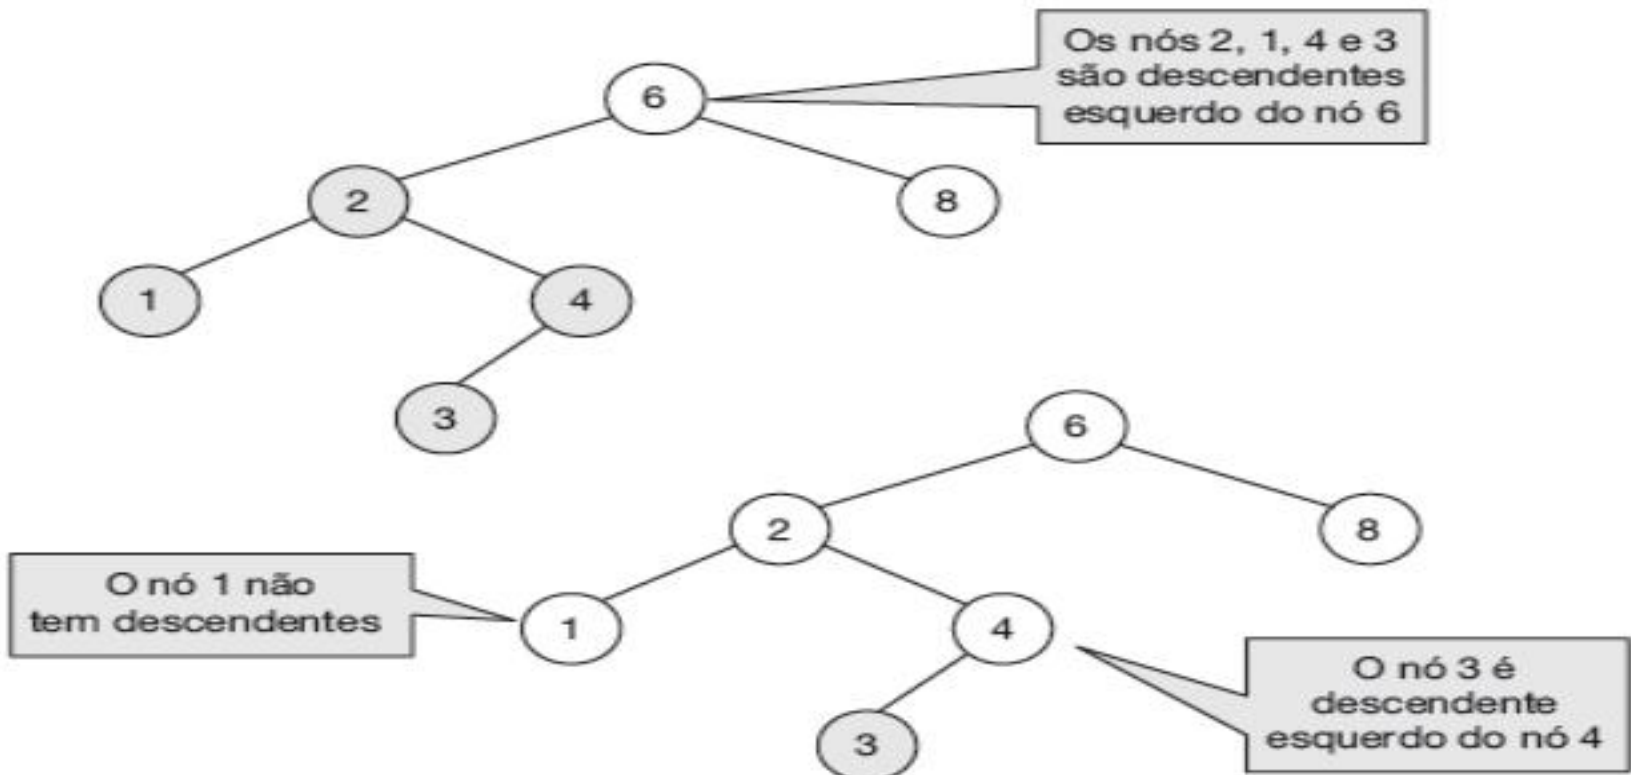 Os nós 2, 1, 4 e 3
são descendentes
esquerdo do nó 6
6
2
8
1
4
3
6
2
8
O nó 1 não
tem descendentes
1
4
O nó 3 é
descendente
esquerdo do nó 4
3